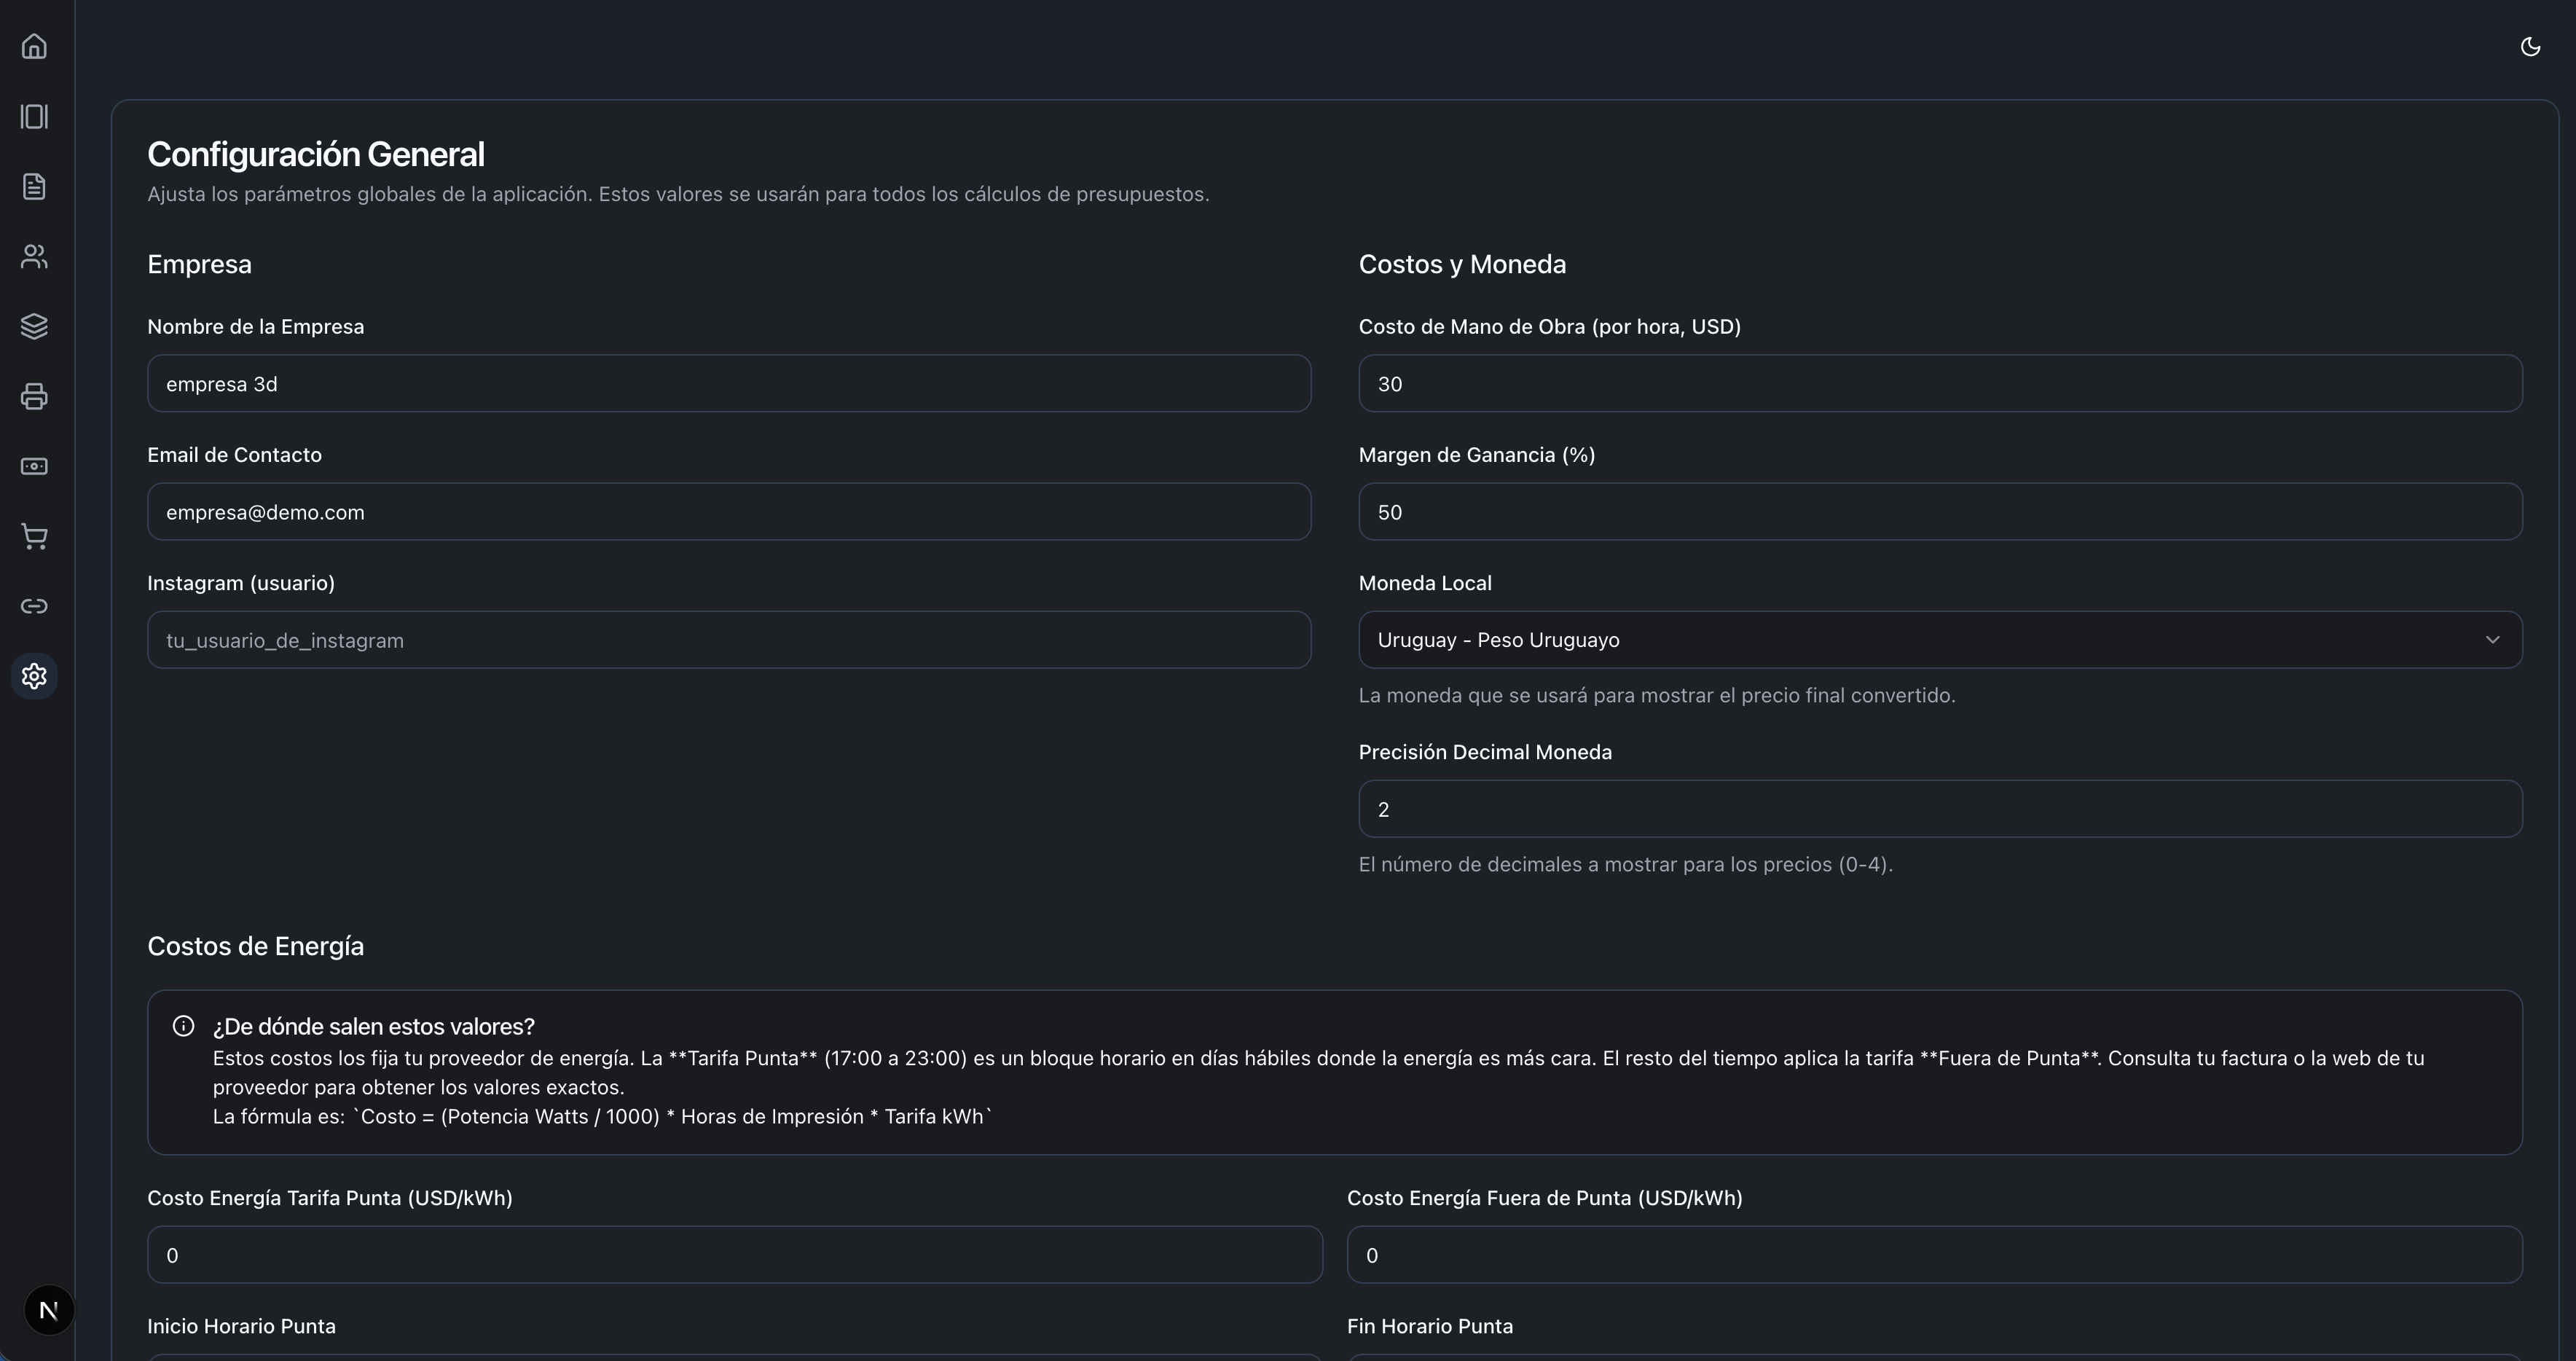 Configuración General
Ajusta los parámetros globales de la aplicación. Estos valores se usarán para todos los cálculos de presupuestos.
Empresa
Nombre de la Empresa
empresa 3d
Email de Contacto
empresa@demo.com
Instagram (usuario)
tu_usuario_de_instagram
Costos y Moneda
Costo de Mano de Obra (por hora, USD)
30
Margen de Ganancia (%)
50
Moneda Local
Uruguay - Peso Uruguayo
La moneda que se usará para mostrar el precio final convertido.
Precisión Decimal Moneda
2
El número de decimales a mostrar para los precios (0-4).
Costos de Energía
¿De dónde salen estos valores?
Estos costos los fija tu proveedor de energía. La **Tarifa Punta** (17:00 a 23:00) es un bloque horario en días hábiles donde la energía es más cara. El resto del tiempo aplica la tarifa **Fuera de Punta**. Consulta tu factura o la web de tu
proveedor para obtener los valores exactos.
La fórmula es: `Costo = (Potencia Watts / 1000) * Horas de Impresión * Tarifa kWh`
Costo Energía Tarifa Punta (USD/kWh)
0
Costo Energía Fuera de Punta (USD/kWh)
0
Inicio Horario Punta
Fin Horario Punta
N